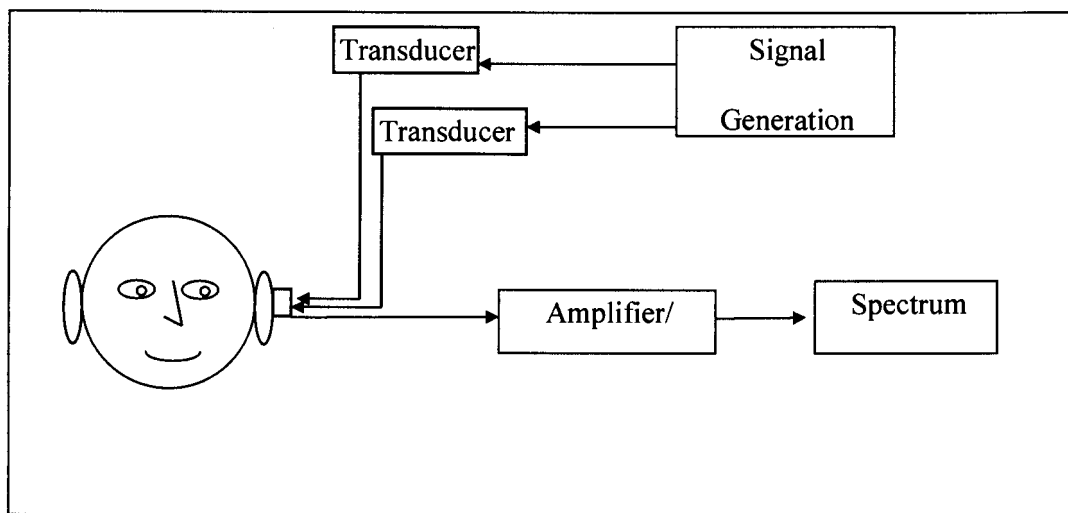 Transducer
Signal
Generation
Transducer
Amplifier/
Spectrum